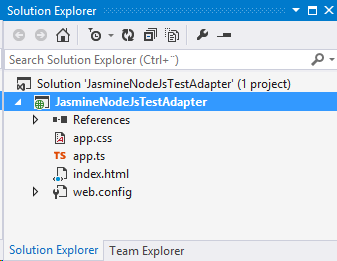 Solution Explorer
Search Solution Explorer (Ctrl+¨)
Solution 'JasmineNodeJsTestAdapter' (1 project)
JasmineNodeJsTestAdapter
References
app.css
TS app.ts
index.html
web.config
Solution Explorer Team Explorer